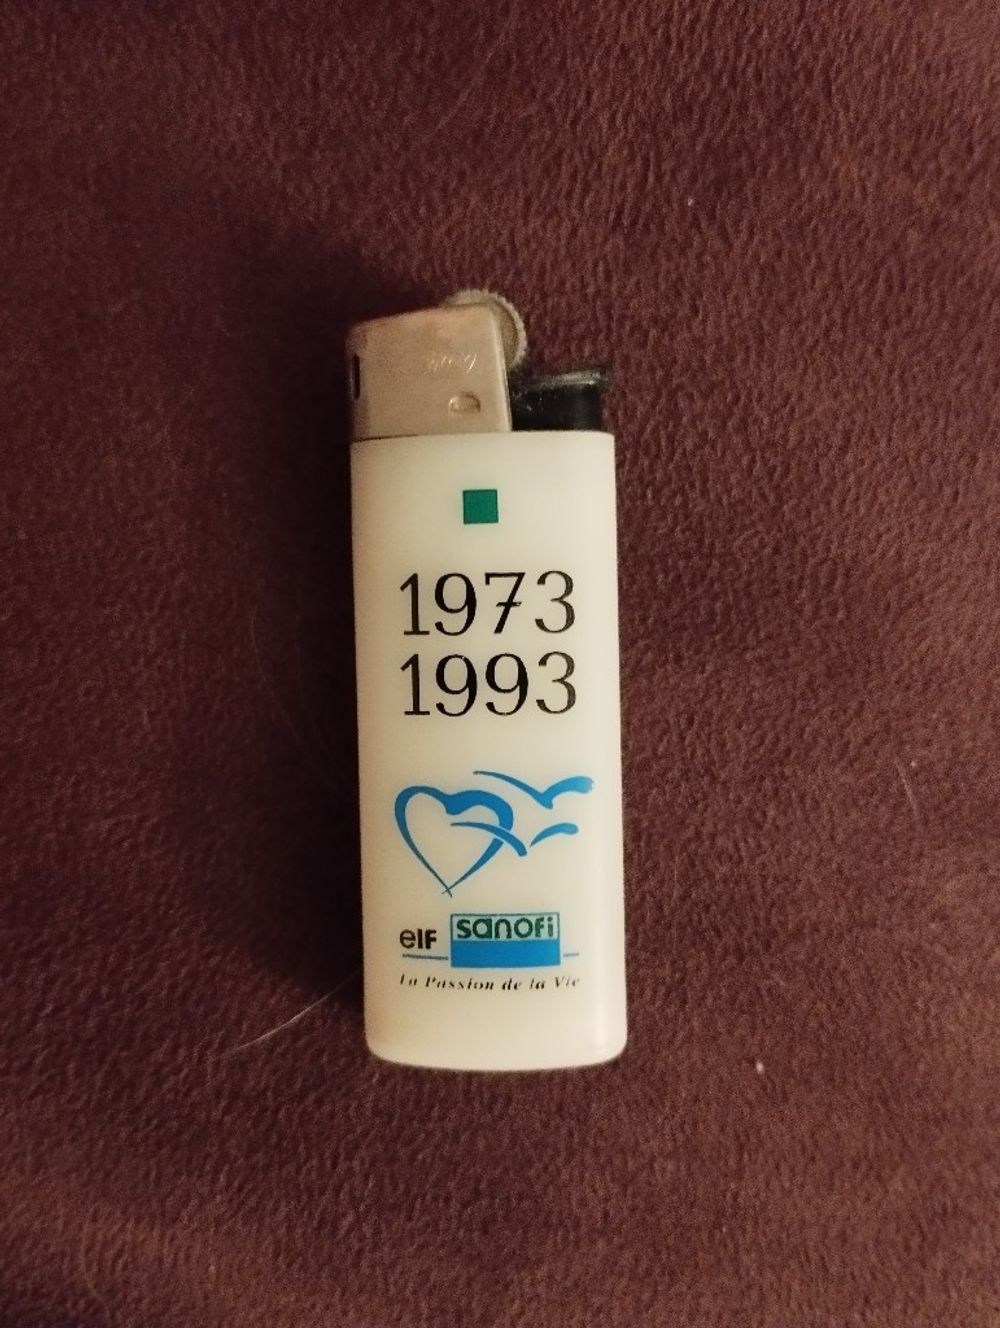 1973
1993
elf sanofi
La Passion de la Vie